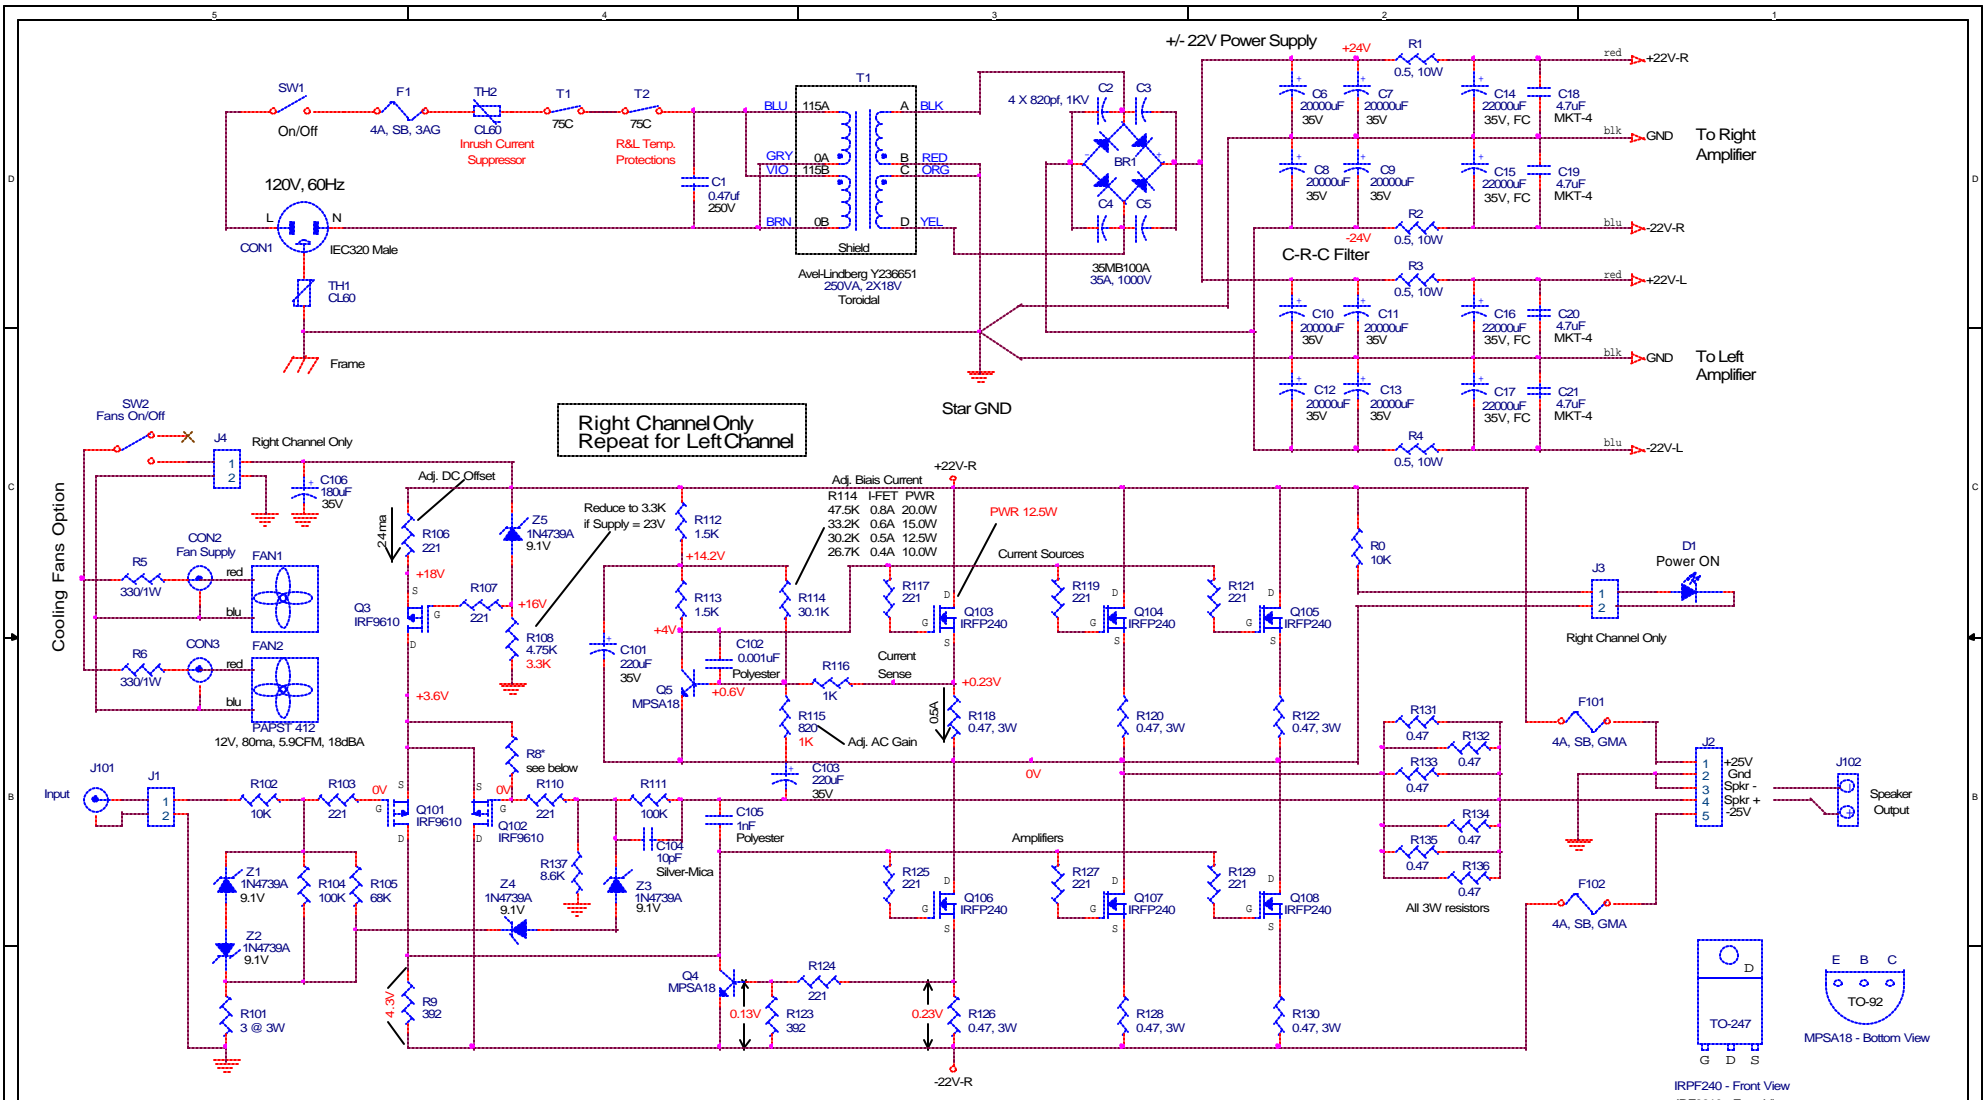 5 4 3 2 1
+/- 22V Power Supply
SW1
On/Off
F1
4A, SB, 3AG
TH2
CL60
Inrush Current
Suppressor
T1
75C
T2
75C
R&L Temp.
Protections
C1
0.47uf
250V
120V, 60Hz
L
N
CON1
IEC320 Male
TH1
CL60
Frame
T1
BLU 115A A BLK
GRY 0A B RED
VIO 115B C ORG
BRN 0B D YEL
Shield
Avel-Lindberg Y236651
250VA, 2X18V
Toroidal
4 X 820pf, 1KV
C2
C3
BR1
- +
C4
C5
35MB100A
35A, 1000V
+24V
R1
0.5, 10W
red
+22V-R
C6
20000uF
35V
C7
20000uF
35V
C14
22000uF
35V, FC
C18
4.7uF
MKT-4
blk
GND
To Right
Amplifier
C8
20000uF
35V
C9
20000uF
35V
C15
22000uF
35V, FC
C19
4.7uF
MKT-4
R2
0.5, 10W
-24V
blu
-22V-R
C-R-C Filter
R3
0.5, 10W
red
+22V-L
C10
20000uF
35V
C11
20000uF
35V
C16
22000uF
35V, FC
C20
4.7uF
MKT-4
blk
GND
To Left
Amplifier
C12
20000uF
35V
C13
20000uF
35V
C17
22000uF
35V, FC
C21
4.7uF
MKT-4
R4
0.5, 10W
blu
-22V-L
Star GND
D
D
C
C
B
B
Right Channel Only
Repeat for Left Channel
Cooling Fans Option
SW2
Fans On/Off
J4
1
2
Right Channel Only
C106
180uF
35V
CON2
Fan Supply
R5
330/1W
red
blu
FAN1
CON3
R6
330/1W
red
blu
FAN2
PAPST 412
12V, 80ma, 5.9CFM, 18dBA
Adj. DC Offset
24ma
R106
221
+18V
Z5
1N4739A
9.1V
Reduce to 3.3K
if Supply = 23V
R107
221
+16V
Q3
IRF9610
S
G
D
R108
4.75K
3.3K
+3.6V
R112
1.5K
+14.2V
R113
1.5K
+4V
C101
220uF
35V
Q5
MPSA18
C102
0.001uF
Polyester
+0.6V
Adj. Biais Current
R114 I-FET PWR
47.5K 0.8A 20.0W
33.2K 0.6A 15.0W
30.2K 0.5A 12.5W
26.7K 0.4A 10.0W
R114
30.1K
R116
1K
Current
Sense
R115
820
1K
Adj. AC Gain
C103
220uF
35V
+22V-R
PWR 12.5W
Current Sources
R117
221
D
Q103
IRFP240
G
S
+0.23V
0.5A
R118
0.47, 3W
R119
221
D
Q104
IRFP240
G
S
R120
0.47, 3W
R121
221
D
Q105
IRFP240
G
S
R122
0.47, 3W
0V
R0
10K
J3
1
2
D1
Power ON
Right Channel Only
R131
0.47
R132
0.47
R133
0.47
R134
0.47
R135
0.47
R136
0.47
All 3W resistors
F101
4A, SB, GMA
F102
4A, SB, GMA
J2
1 +25V
2 Gnd
3 Spkr -
4 Spkr +
5 -25V
J102
Speaker
Output
J101
Input
J1
1
2
R102
10K
R103
221
0V
S
G
D
Q101
IRF9610
R8*
see below
0V
S
G
D
Q102
IRF9610
R110
221
R111
100K
C104
10pF
Silver-Mica
C105
1nF
Polyester
R137
8.6K
Z3
1N4739A
9.1V
Z4
1N4739A
9.1V
Z1
1N4739A
9.1V
R104
100K
R105
68K
Z2
1N4739A
9.1V
R101
3 @ 3W
4.3V
R9
392
Q4
MPSA18
0.13V
R124
221
R123
392
0.23V
Amplifiers
R125
221
D
Q106
IRFP240
G
S
R126
0.47, 3W
R127
221
D
Q107
IRFP240
G
S
R128
0.47, 3W
R129
221
D
Q108
IRFP240
G
S
R130
0.47, 3W
-22V-R
D
TO-247
G D S
IRPF240 - Front View
E B C
TO-92
MPSA18 - Bottom View